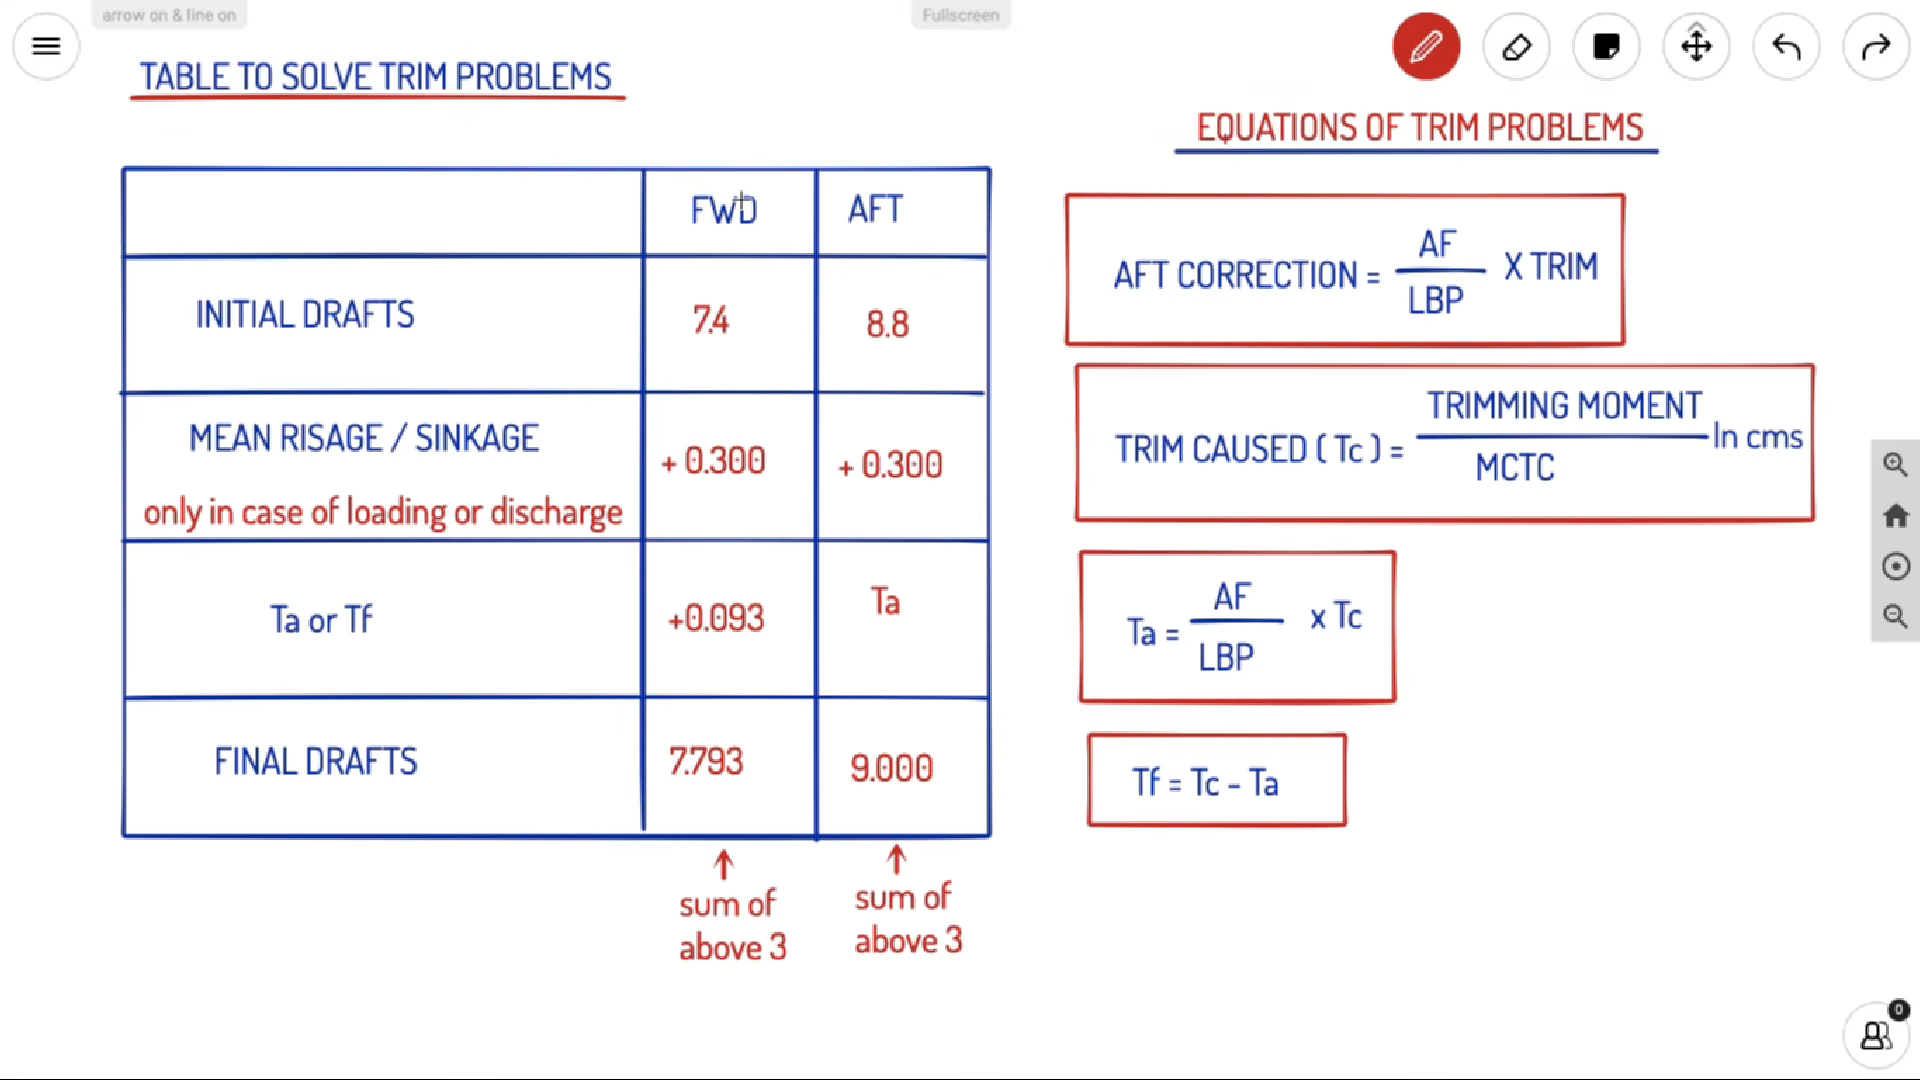 arrow on & line on
Fullscreen
TABLE TO SOLVE TRIM PROBLEMS
EQUATIONS OF TRIM PROBLEMS
FWD AFT
INITIAL DRAFTS 7.4 8.8
MEAN RISAGE / SINKAGE + 0.300 + 0.300
only in case of loading or discharge
Ta or Tf +0.093 Ta
FINAL DRAFTS 7.793 9.000
sum of
above 3
sum of
above 3
AFT CORRECTION = AF / LBP X TRIM
TRIM CAUSED ( Tc ) = TRIMMING MOMENT / MCTC In cms
Ta = AF / LBP x Tc
Tf = Tc - Ta
0